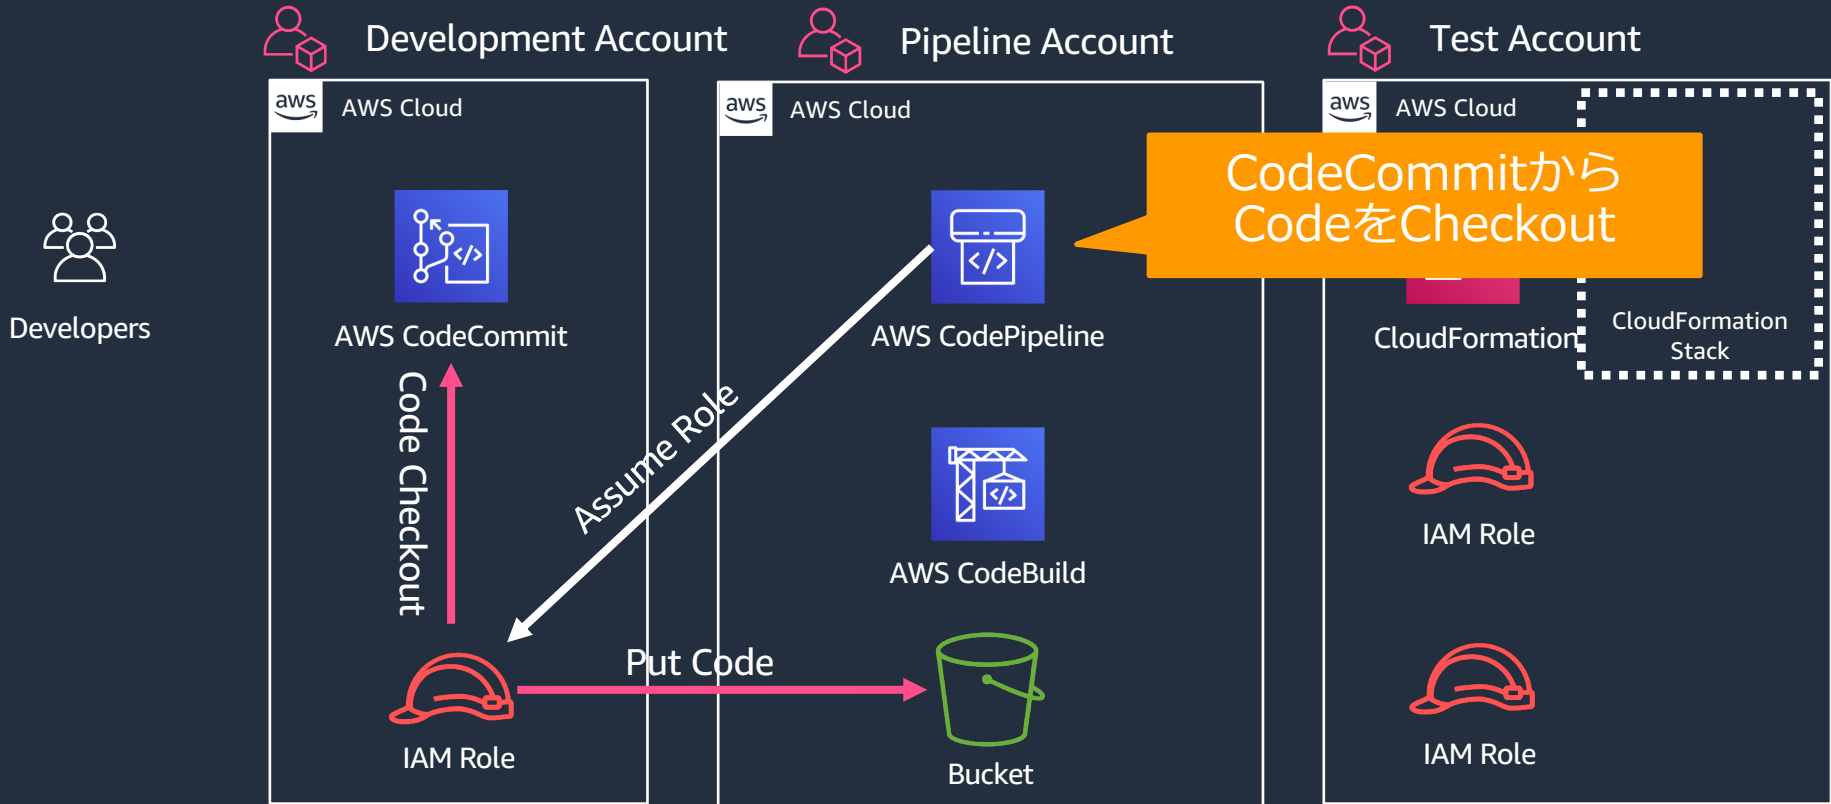 Development Account
Pipeline Account
Test Account
aws
AWS Cloud
aws
AWS Cloud
aws
AWS Cloud
CodeCommitから
CodeをCheckout
Developers
AWS CodeCommit
AWS CodePipeline
CloudFormation
CloudFormation
Stack
Code Checkout
Assume Role
AWS CodeBuild
IAM Role
Put Code
IAM Role
Bucket
IAM Role